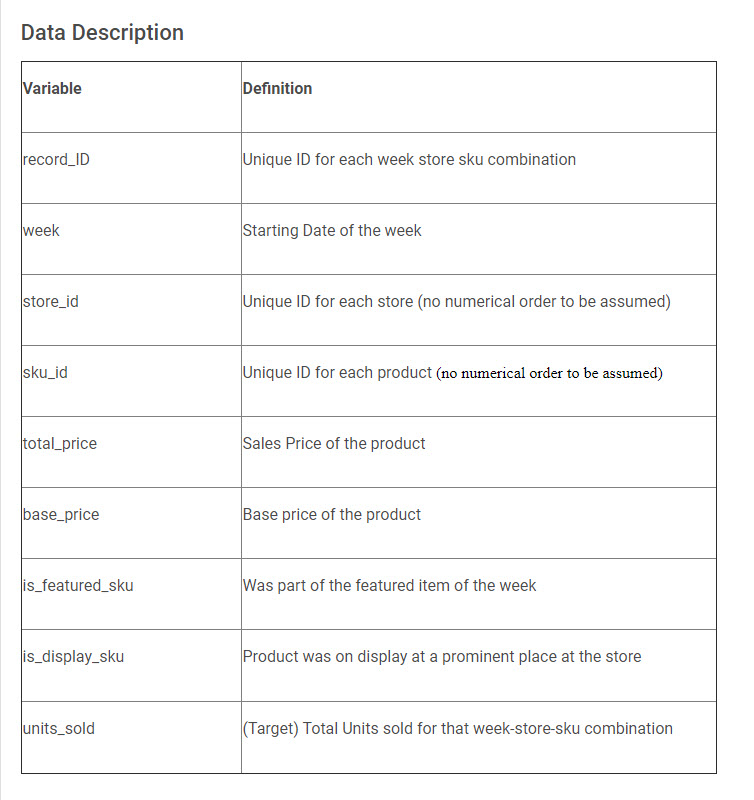 Data Description
Variable Definition
record_ID Unique ID for each week store sku combination
week Starting Date of the week
store_id Unique ID for each store (no numerical order to be assumed)
sku_id Unique ID for each product (no numerical order to be assumed)
total_price Sales Price of the product
base_price Base price of the product
is_featured_sku Was part of the featured item of the week
is_display_sku Product was on display at a prominent place at the store
units_sold (Target) Total Units sold for that week-store-sku combination